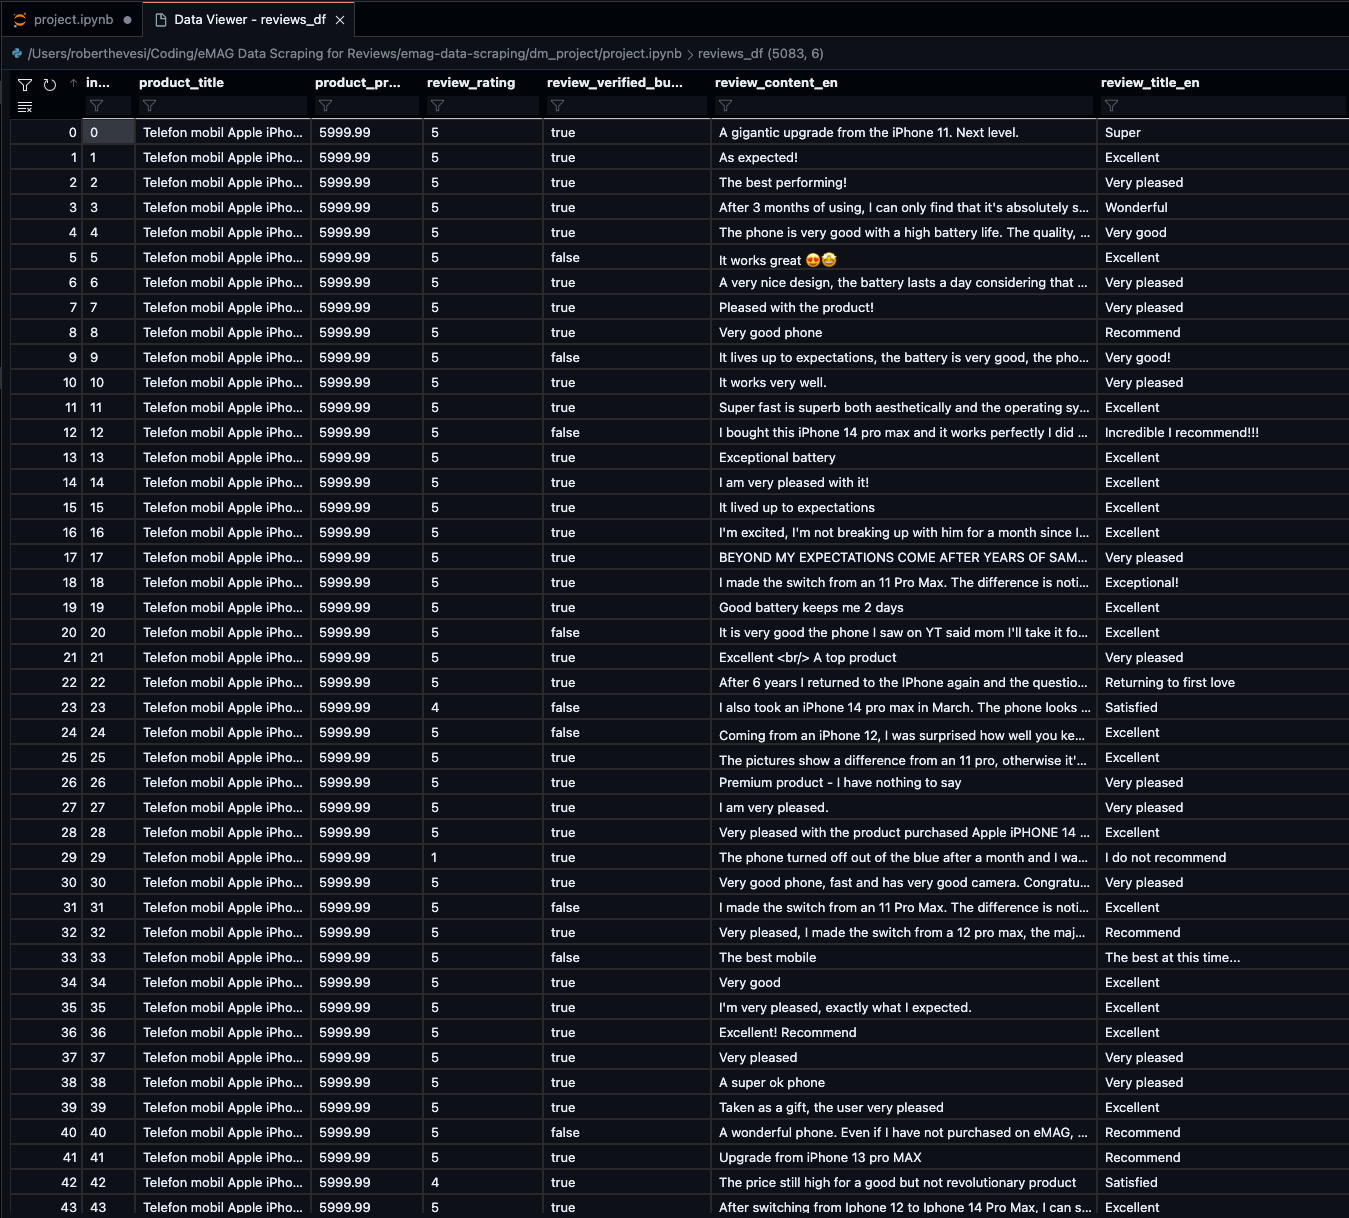 project.ipynb ●
Data Viewer - reviews_df ×
/Users/roberthevesi/Coding/eMAG Data Scraping for Reviews/emag-data-scraping/dm_project/project.ipynb > reviews_df (5083, 6)
in... product_title product_pr... review_rating review_verified_bu... review_content_en review_title_en
0 0 Telefon mobil Apple iPho... 5999.99 5 true A gigantic upgrade from the iPhone 11. Next level. Super
1 1 Telefon mobil Apple iPho... 5999.99 5 true As expected! Excellent
2 2 Telefon mobil Apple iPho... 5999.99 5 true The best performing! Very pleased
3 3 Telefon mobil Apple iPho... 5999.99 5 true After 3 months of using, I can only find that it's absolutely s... Wonderful
4 4 Telefon mobil Apple iPho... 5999.99 5 true The phone is very good with a high battery life. The quality, ... Very good
5 5 Telefon mobil Apple iPho... 5999.99 5 false It works great 😍🤩 Excellent
6 6 Telefon mobil Apple iPho... 5999.99 5 true A very nice design, the battery lasts a day considering that ... Very pleased
7 7 Telefon mobil Apple iPho... 5999.99 5 true Pleased with the product! Very pleased
8 8 Telefon mobil Apple iPho... 5999.99 5 true Very good phone Recommend
9 9 Telefon mobil Apple iPho... 5999.99 5 false It lives up to expectations, the battery is very good, the pho... Very good!
10 10 Telefon mobil Apple iPho... 5999.99 5 true It works very well. Very pleased
11 11 Telefon mobil Apple iPho... 5999.99 5 true Super fast is superb both aesthetically and the operating sy... Excellent
12 12 Telefon mobil Apple iPho... 5999.99 5 false I bought this iPhone 14 pro max and it works perfectly I did ... Incredible I recommend!!!
13 13 Telefon mobil Apple iPho... 5999.99 5 true Exceptional battery Excellent
14 14 Telefon mobil Apple iPho... 5999.99 5 true I am very pleased with it! Excellent
15 15 Telefon mobil Apple iPho... 5999.99 5 true It lived up to expectations Excellent
16 16 Telefon mobil Apple iPho... 5999.99 5 true I'm excited, I'm not breaking up with him for a month since I... Excellent
17 17 Telefon mobil Apple iPho... 5999.99 5 true BEYOND MY EXPECTATIONS COME AFTER YEARS OF SAM... Very pleased
18 18 Telefon mobil Apple iPho... 5999.99 5 true I made the switch from an 11 Pro Max. The difference is noti... Exceptional!
19 19 Telefon mobil Apple iPho... 5999.99 5 true Good battery keeps me 2 days Excellent
20 20 Telefon mobil Apple iPho... 5999.99 5 false It is very good the phone I saw on YT said mom I'll take it fo... Excellent
21 21 Telefon mobil Apple iPho... 5999.99 5 true Excellent <br/> A top product Very pleased
22 22 Telefon mobil Apple iPho... 5999.99 5 true After 6 years I returned to the IPhone again and the questio... Returning to first love
23 23 Telefon mobil Apple iPho... 5999.99 4 false I also took an iPhone 14 pro max in March. The phone looks ... Satisfied
24 24 Telefon mobil Apple iPho... 5999.99 5 false Coming from an iPhone 12, I was surprised how well you ke... Excellent
25 25 Telefon mobil Apple iPho... 5999.99 5 true The pictures show a difference from an 11 pro, otherwise it'... Excellent
26 26 Telefon mobil Apple iPho... 5999.99 5 true Premium product - I have nothing to say Very pleased
27 27 Telefon mobil Apple iPho... 5999.99 5 true I am very pleased. Very pleased
28 28 Telefon mobil Apple iPho... 5999.99 5 true Very pleased with the product purchased Apple iPHONE 14 ... Excellent
29 29 Telefon mobil Apple iPho... 5999.99 1 true The phone turned off out of the blue after a month and I wa... I do not recommend
30 30 Telefon mobil Apple iPho... 5999.99 5 true Very good phone, fast and has very good camera. Congratu... Very pleased
31 31 Telefon mobil Apple iPho... 5999.99 5 false I made the switch from an 11 Pro Max. The difference is noti... Excellent
32 32 Telefon mobil Apple iPho... 5999.99 5 true Very pleased, I made the switch from a 12 pro max, the maj... Recommend
33 33 Telefon mobil Apple iPho... 5999.99 5 false The best mobile The best at this time...
34 34 Telefon mobil Apple iPho... 5999.99 5 true Very good Excellent
35 35 Telefon mobil Apple iPho... 5999.99 5 true I'm very pleased, exactly what I expected. Excellent
36 36 Telefon mobil Apple iPho... 5999.99 5 true Excellent! Recommend Excellent
37 37 Telefon mobil Apple iPho... 5999.99 5 true Very pleased Very pleased
38 38 Telefon mobil Apple iPho... 5999.99 5 true A super ok phone Very pleased
39 39 Telefon mobil Apple iPho... 5999.99 5 true Taken as a gift, the user very pleased Excellent
40 40 Telefon mobil Apple iPho... 5999.99 5 false A wonderful phone. Even if I have not purchased on eMAG, ... Recommend
41 41 Telefon mobil Apple iPho... 5999.99 5 true Upgrade from iPhone 13 pro MAX Recommend
42 42 Telefon mobil Apple iPho... 5999.99 4 true The price still high for a good but not revolutionary product Satisfied
43 43 Telefon mobil Apple iPho... 5999.99 5 true After switching from Iphone 12 to Iphone 14 Pro Max, I can s... Excellent